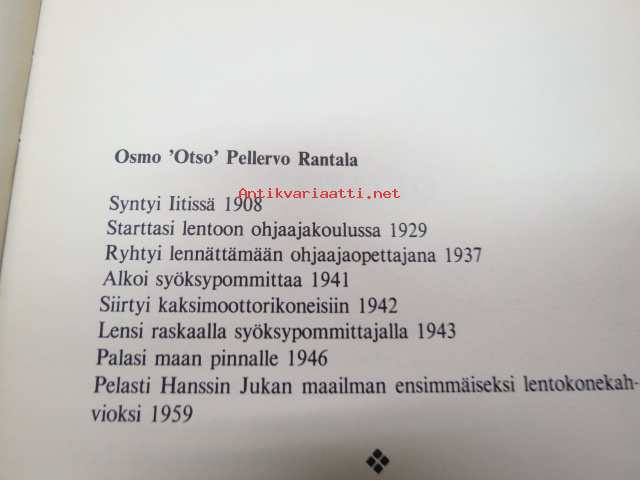 Osmo 'Otso' Pellervo Rantala
Antikvariaatti.net
Syntyi Iitissä 1908
Starttasi lentoon ohjaajakoulussa 1929
Ryhtyi lennättämään ohjaajaopettajana 1937
Alkoi syöksypommittaa 1941
Siirtyi kaksimoottorikoneisiin 1942
Lensi raskaalla syöksypommittajalla 1943
Palasi maan pinnalle 1946
Pelasti Hanssin Jukan maailman ensimmäiseksi lentokonekah-
vioksi 1959